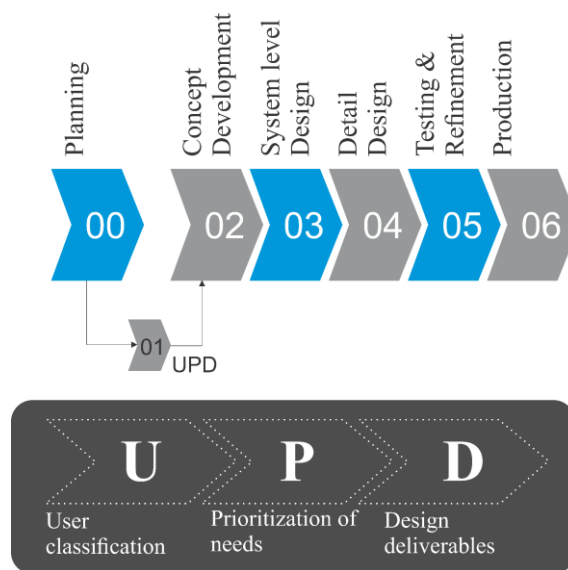 Planning
Concept
Development
System level
Design
Detail
Design
Testing &
Refinement
Production
00
02
03
04
05
06
01
UPD
U
P
D
User
classification
Prioritization of
needs
Design
deliverables